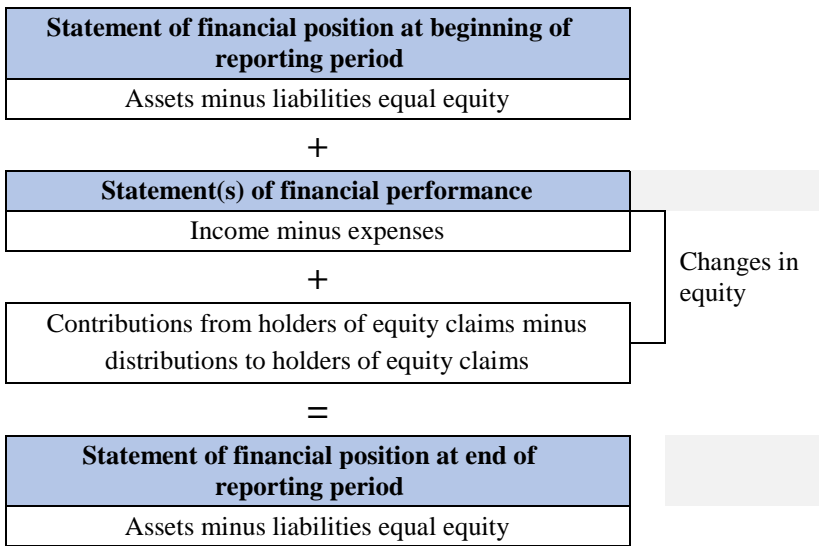 Statement of financial position at beginning of
reporting period
Assets minus liabilities equal equity
+
Statement(s) of financial performance
Income minus expenses
+
Changes in
equity
Contributions from holders of equity claims minus
distributions to holders of equity claims
=
Statement of financial position at end of
reporting period
Assets minus liabilities equal equity